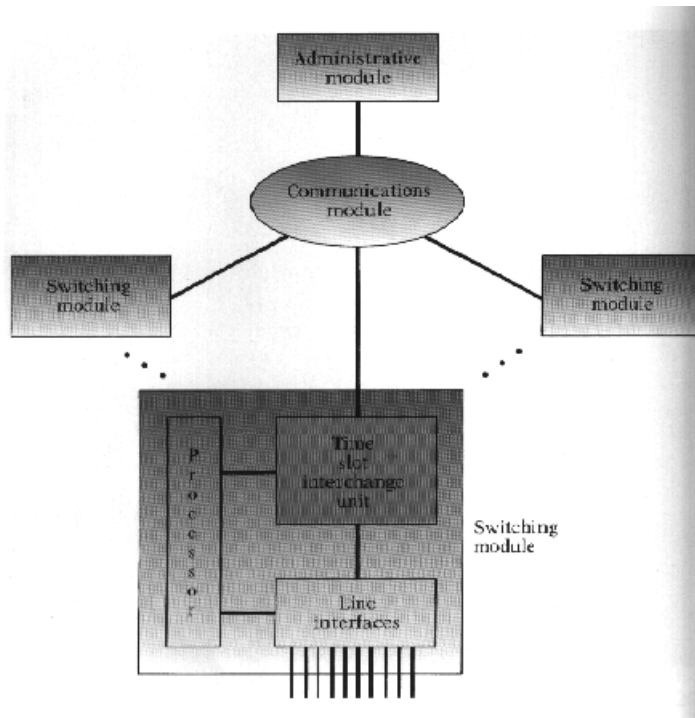 Administrative
module
Communications
module
Switching
module
Switching
module
Processor
Time
slot
interchange
unit
Switching
module
Line
interfaces